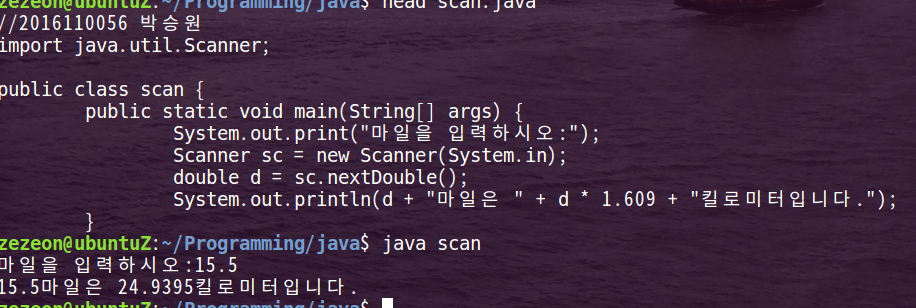 zezeon@ubuntuZ:~/Programming/java$ head scan.java
//2016110056 박승원
import java.util.Scanner;
public class scan {
public static void main(String[] args) {
System.out.print("마일을 입력하시오:");
Scanner sc = new Scanner(System.in);
double d = sc.nextDouble();
System.out.println(d + "마일은 " + d * 1.609 + "킬로미터입니다.");
}
zezeon@ubuntuZ:~/Programming/java$ java scan
마일을 입력하시오:15.5
15.5마일은 24.9395킬로미터입니다.
zezeon@ubuntuZ:~/Programming/java$